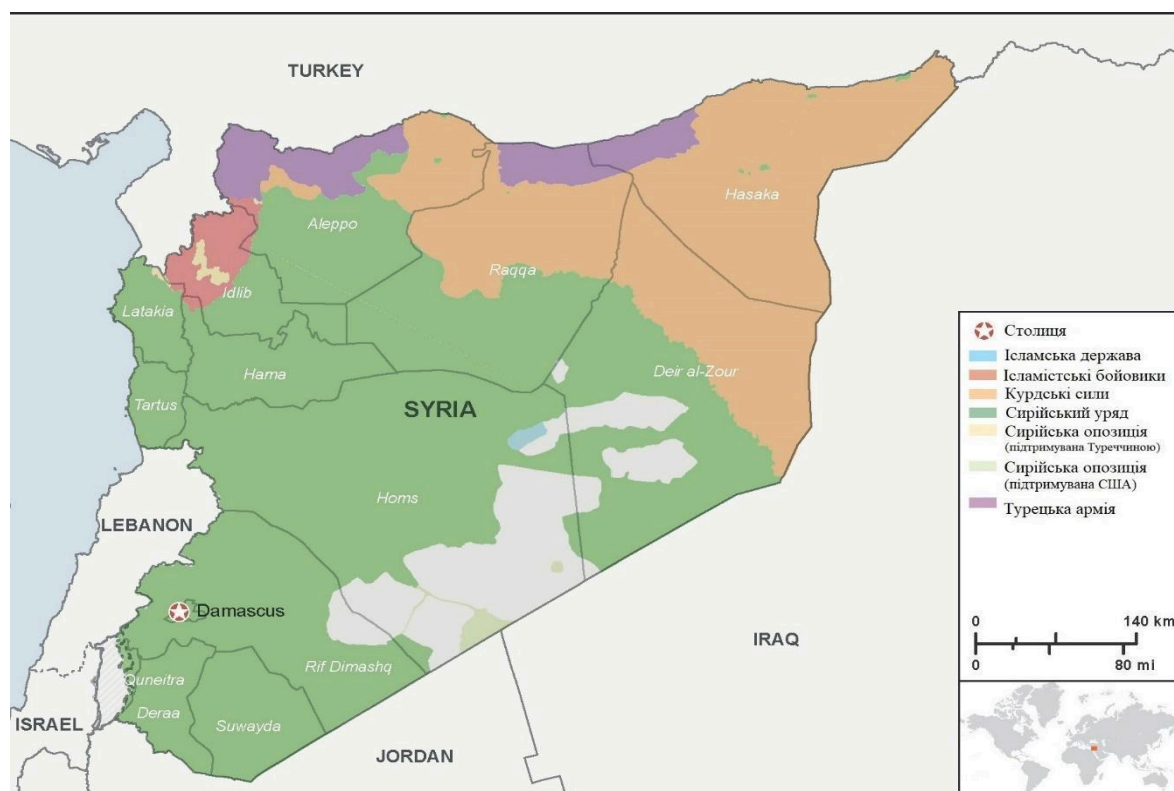 TURKEY
Hasaka
Aleppo
Raqqa
Idlib
Latakia
Hama
Deir al-Zour
Tartus
SYRIA
Homs
LEBANON
Damascus
IRAQ
Rif Dimashq
Quneitra
Deraa
Suwayda
ISRAEL
JORDAN
Столиця
Ісламська держава
Ісламістські бойовики
Курдські сили
Сирійський уряд
Сирійська опозиція
(підтримувана Туреччиною)
Сирійська опозиція
(підтримувана США)
Турецька армія
0 140 km
0 80 mi